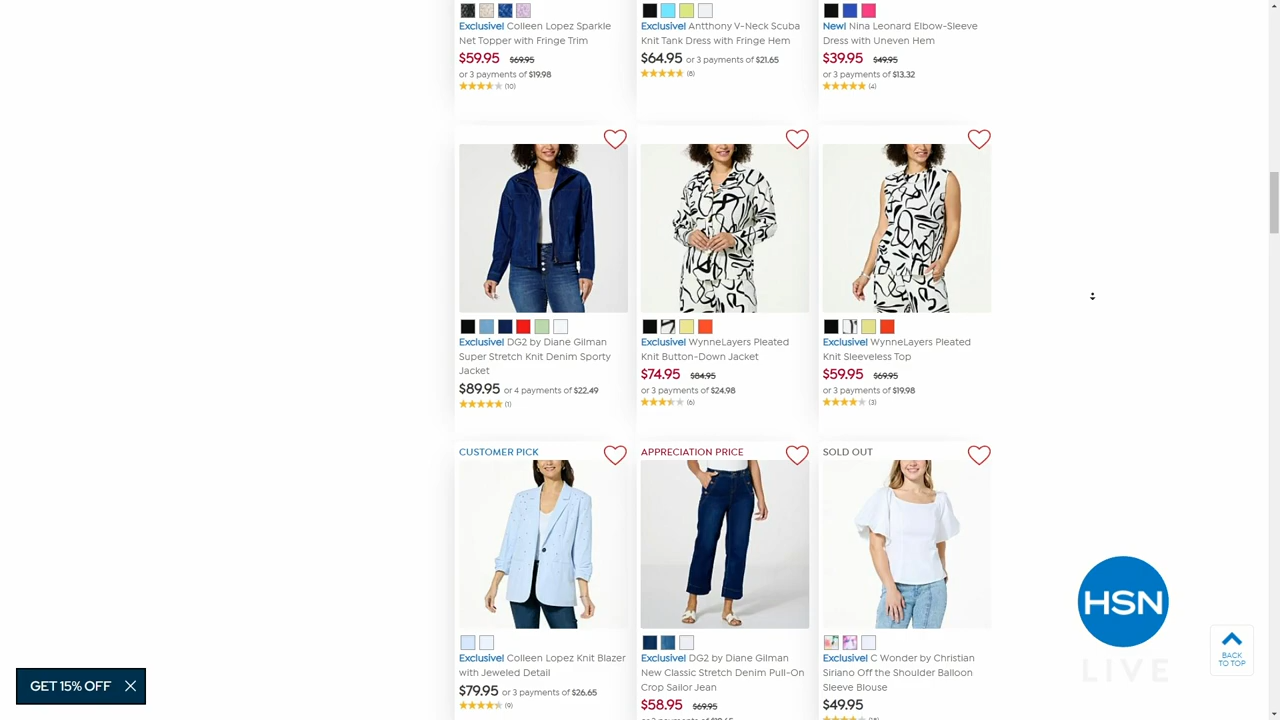 Exclusive! Colleen Lopez Sparkle
Net Topper with Fringe Trim
$59.95 $69.95
or 3 payments of $19.98
(10)
Exclusive! Antthony V-Neck Scuba
Knit Tank Dress with Fringe Hem
$64.95 or 3 payments of $21.65
(8)
New! Nina Leonard Elbow-Sleeve
Dress with Uneven Hem
$39.95 $49.95
or 3 payments of $13.32
(4)
Exclusive! DG2 by Diane Gilman
Super Stretch Knit Denim Sporty
Jacket
$89.95 or 4 payments of $22.49
(1)
Exclusive! WynneLayers Pleated
Knit Button-Down Jacket
$74.95 $84.95
or 3 payments of $24.98
(6)
Exclusive! WynneLayers Pleated
Knit Sleeveless Top
$59.95 $69.95
or 3 payments of $19.98
(3)
CUSTOMER PICK
Exclusive! Colleen Lopez Knit Blazer
with Jeweled Detail
$79.95 or 3 payments of $26.65
(9)
APPRECIATION PRICE
Exclusive! DG2 by Diane Gilman
New Classic Stretch Denim Pull-On
Crop Sailor Jean
$58.95 $69.95
SOLD OUT
Exclusive! C Wonder by Christian
Siriano Off the Shoulder Balloon
Sleeve Blouse
$49.95
HSN
LIVE
BACK
TO TOP
GET 15% OFF